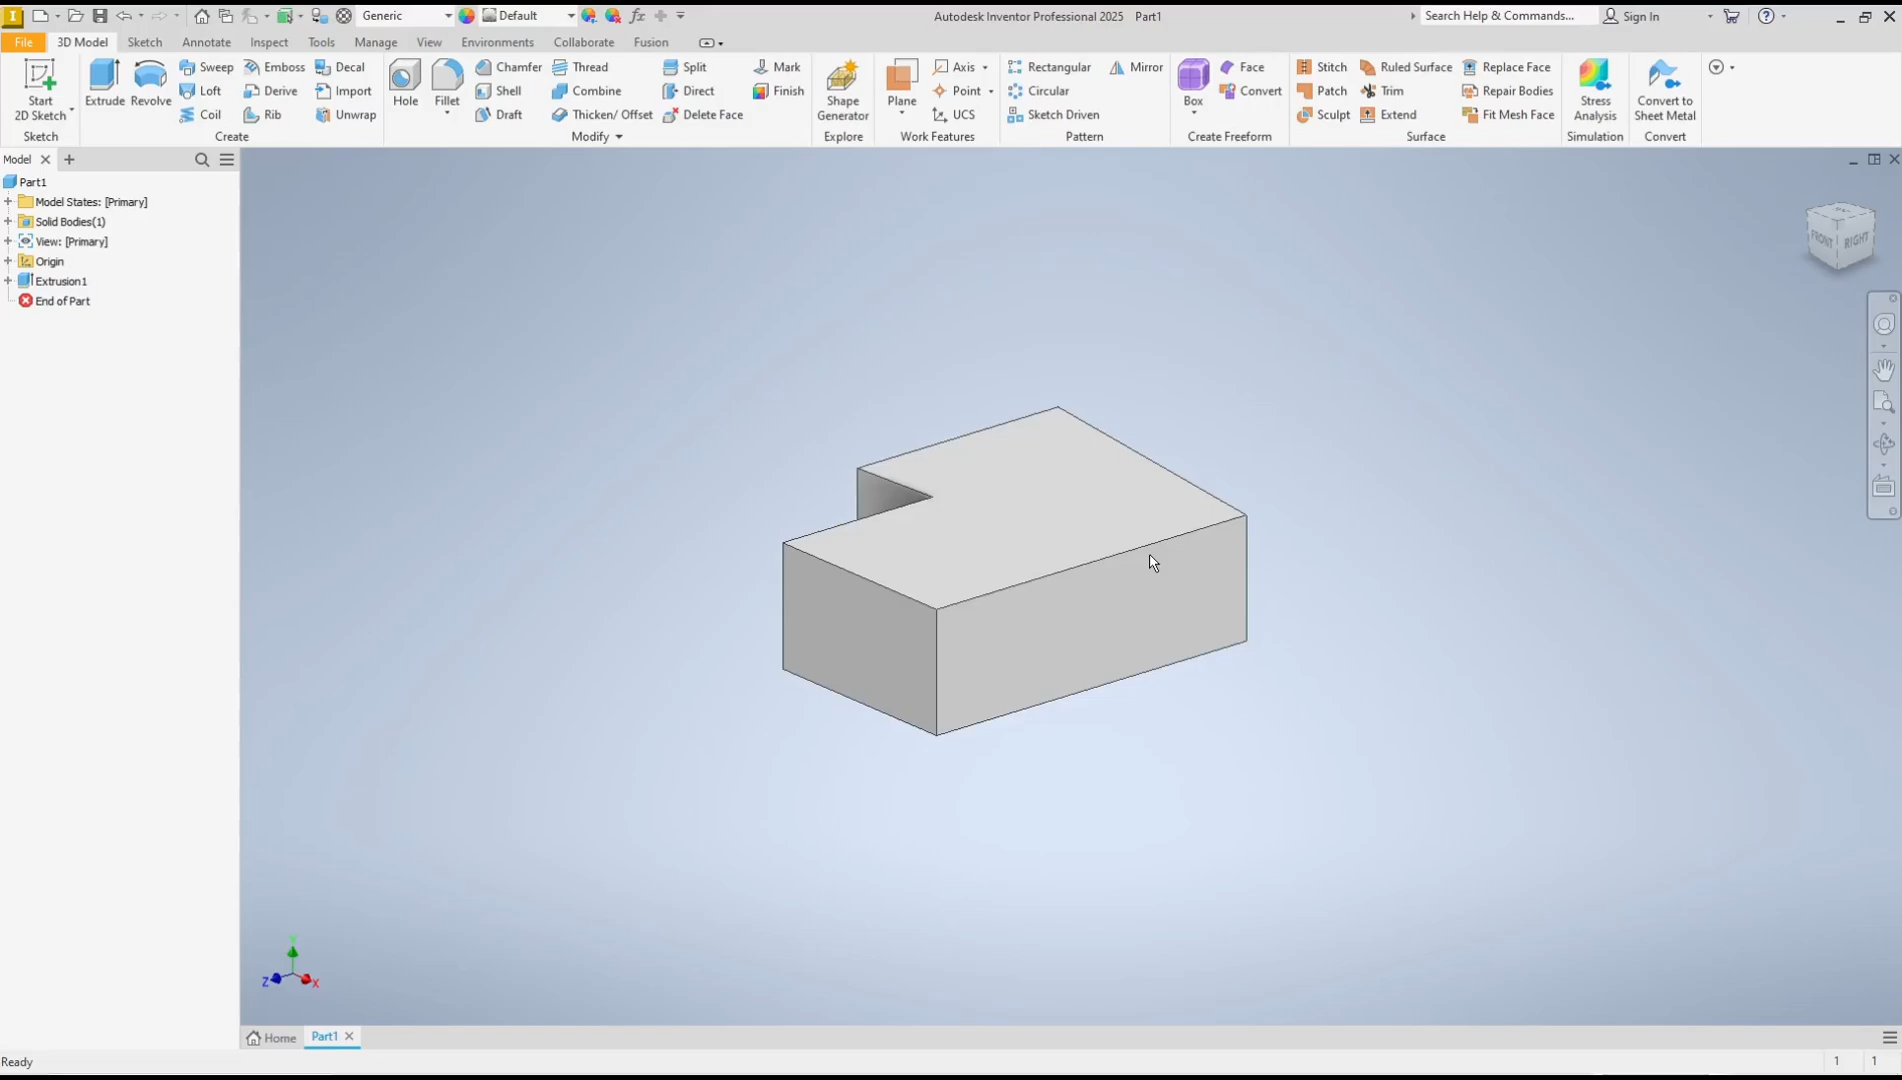 Generic Default Autodesk Inventor Professional 2025 Part1 Search Help & Commands... Sign In
File 3D Model Sketch Annotate Inspect Tools Manage View Environments Collaborate Fusion
Start 2D Sketch
Sketch
Extrude Revolve
Sweep Emboss Decal
Loft Derive Import
Coil Rib Unwrap
Create
Hole Fillet
Chamfer Thread Split
Shell Combine Direct
Draft Thicken/ Offset Delete Face
Modify
Mark
Finish
Shape Generator
Explore
Plane
Axis
Point
UCS
Work Features
Rectangular Mirror
Circular
Sketch Driven
Pattern
Box
Face
Convert
Create Freeform
Stitch Ruled Surface Replace Face
Patch Trim Repair Bodies
Sculpt Extend Fit Mesh Face
Surface
Stress Analysis
Simulation
Convert to Sheet Metal
Convert
Model
Part1
Model States: [Primary]
Solid Bodies(1)
View: [Primary]
Origin
Extrusion1
End of Part
FRONT RIGHT
Z X
Home Part1
Ready 1 1